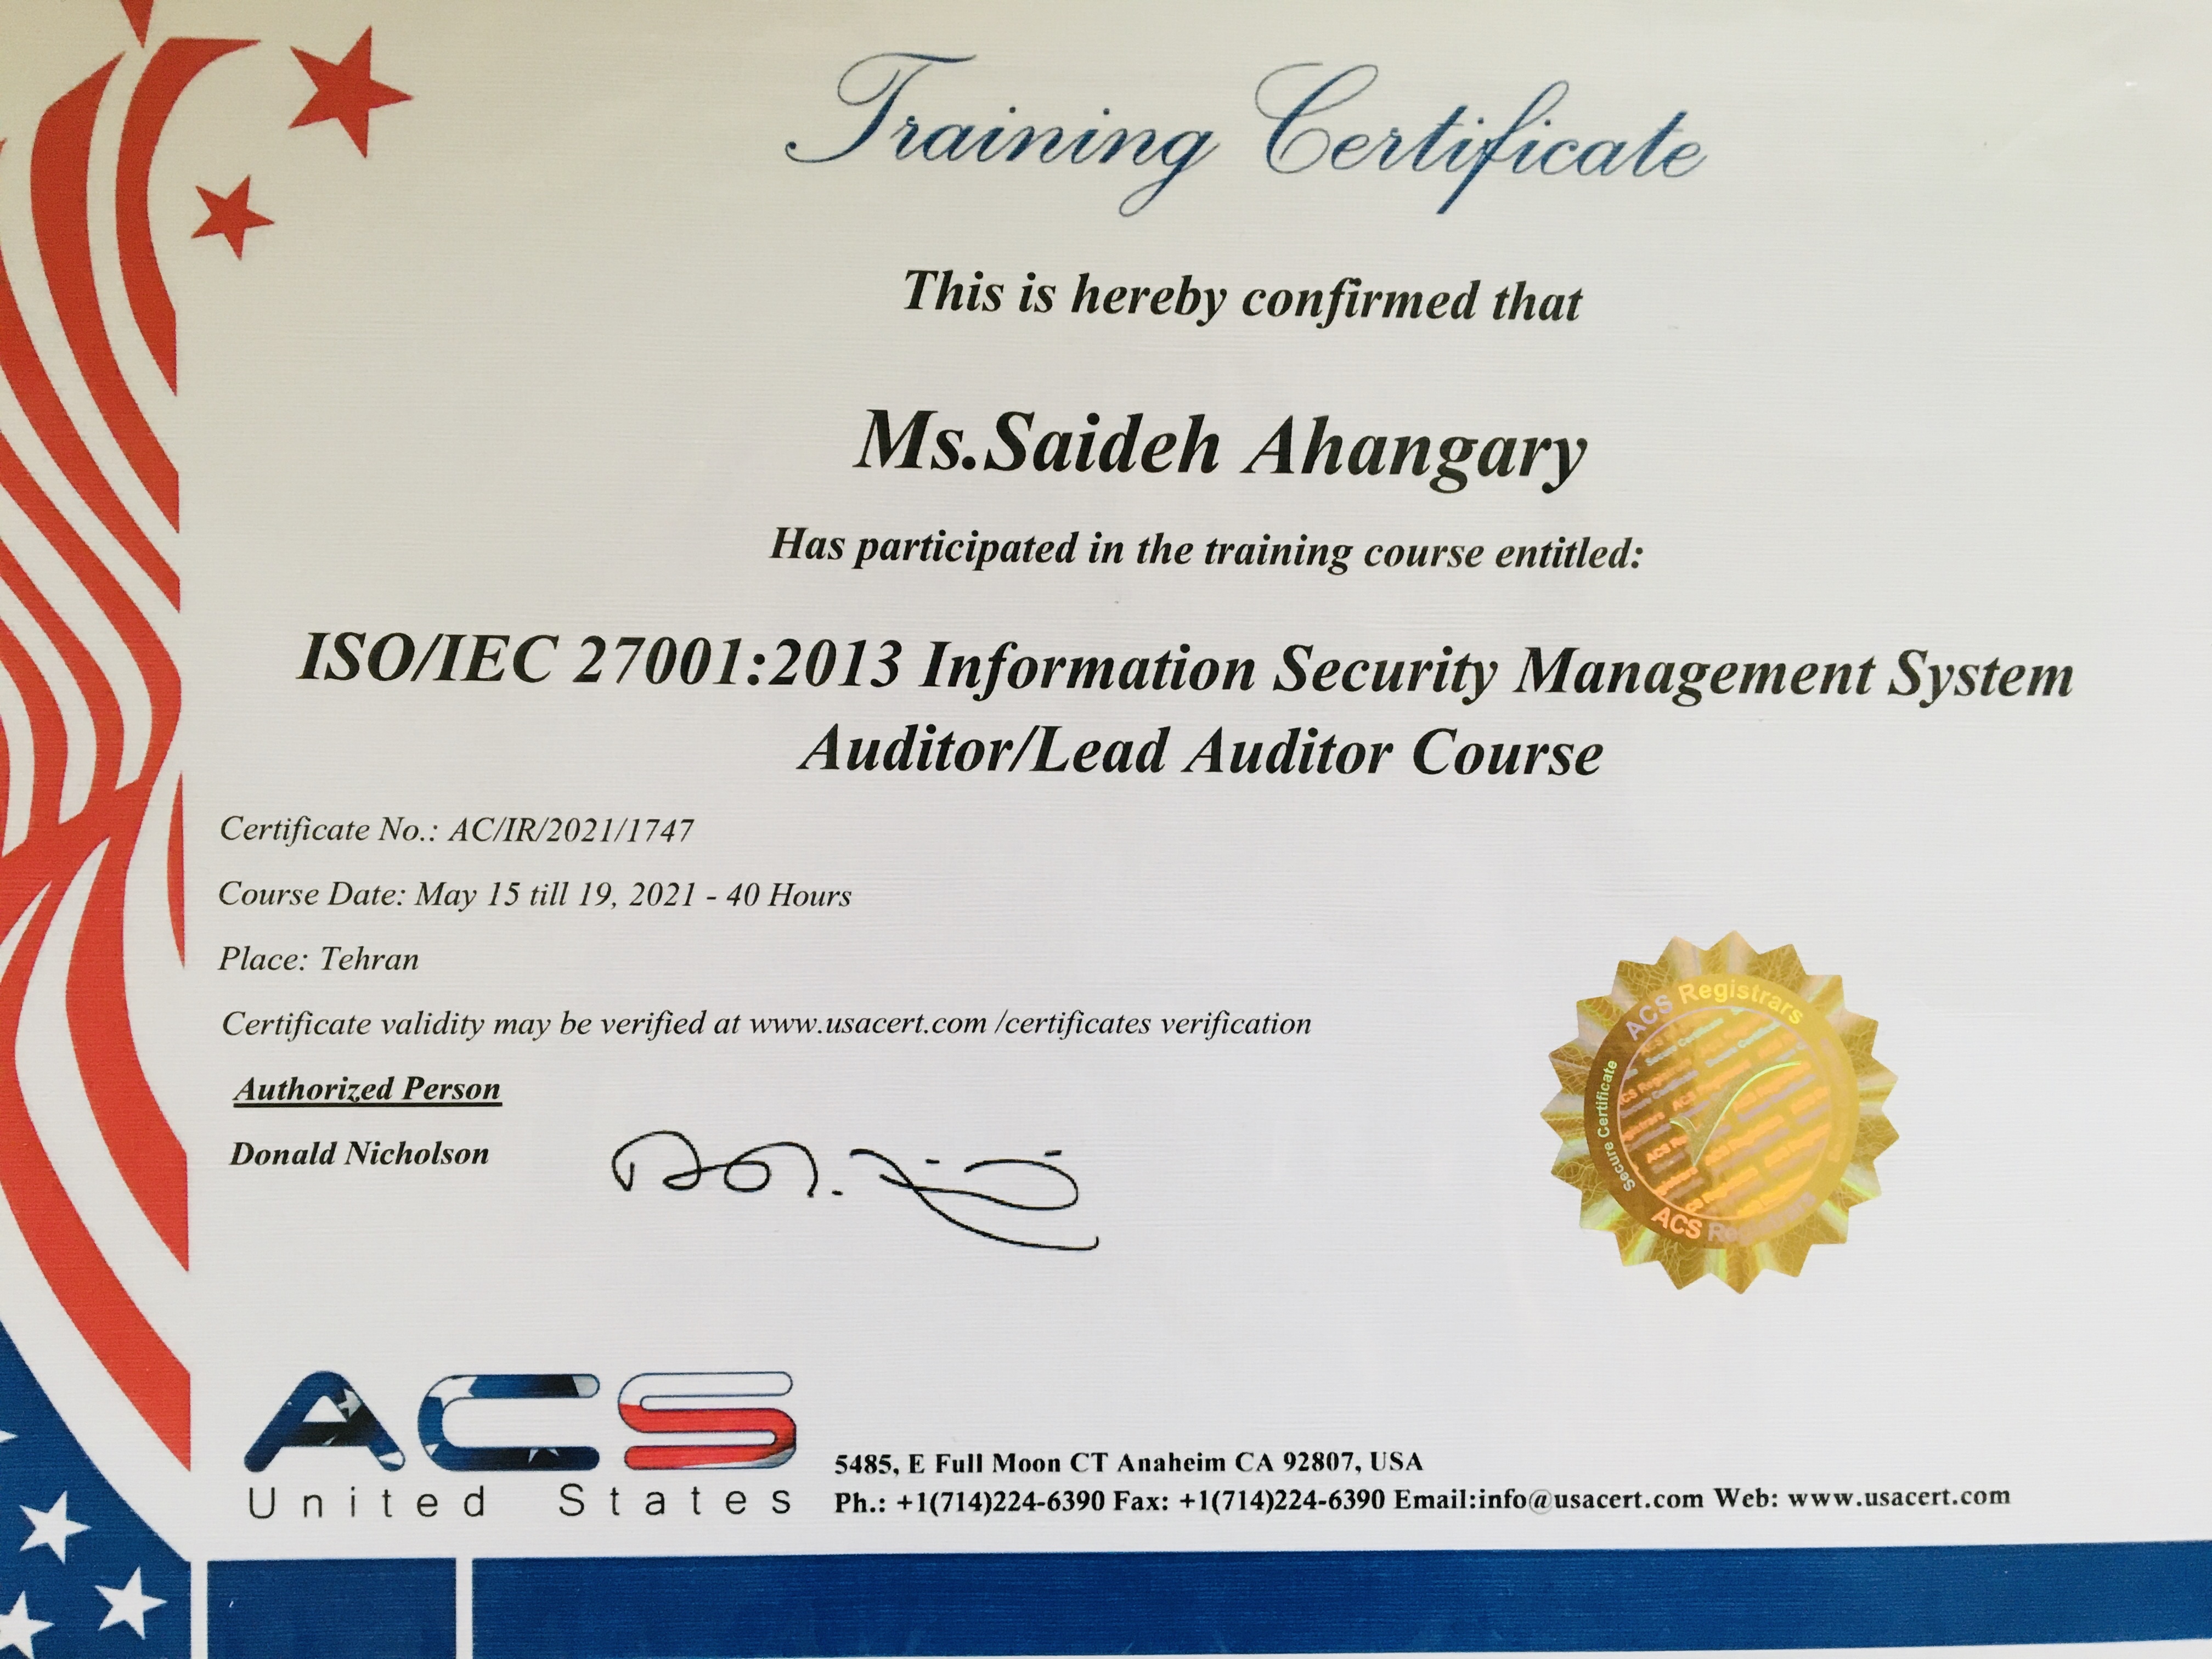 Training Certificate
This is hereby confirmed that
Ms.Saideh Ahangary
Has participated in the training course entitled:
ISO/IEC 27001:2013 Information Security Management System
Auditor/Lead Auditor Course
Certificate No.: AC/IR/2021/1747
Course Date: May 15 till 19, 2021 - 40 Hours
Place: Tehran
Certificate validity may be verified at www.usacert.com /certificates verification
Authorized Person
Donald Nicholson
ACS Registrars
Secure Certificate
ACS Registrars
ACS
United States
5485, E Full Moon CT Anaheim CA 92807, USA
Ph.: +1(714)224-6390 Fax: +1(714)224-6390 Email:info@usacert.com Web: www.usacert.com